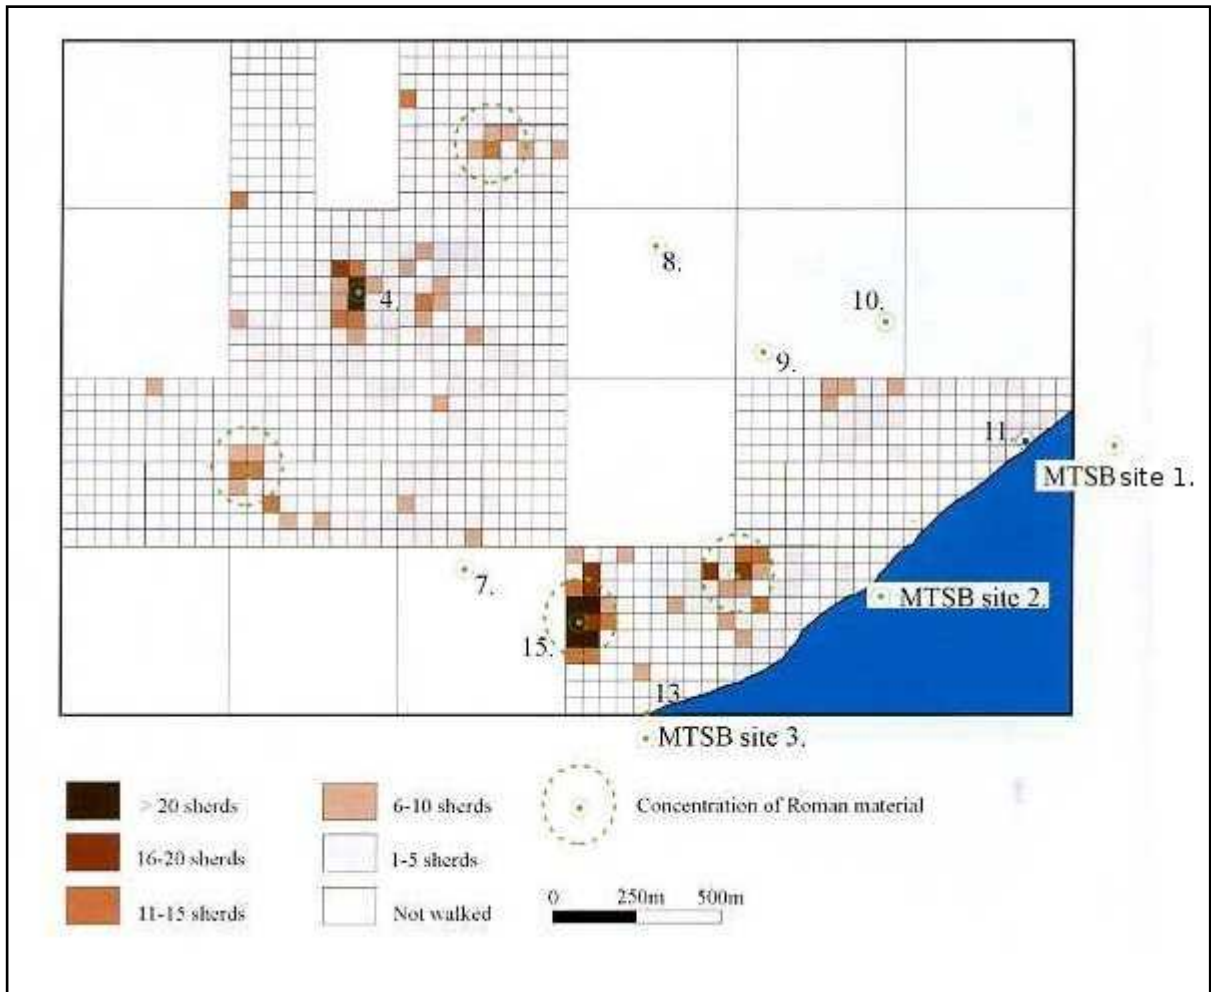 8.
10.
4.
9.
11.
MTSB site 1.
7.
MTSB site 2.
15.
13.
MTSB site 3.
> 20 sherds
6-10 sherds
Concentration of Roman material
16-20 sherds
1-5 sherds
11-15 sherds
Not walked
0 250m 500m